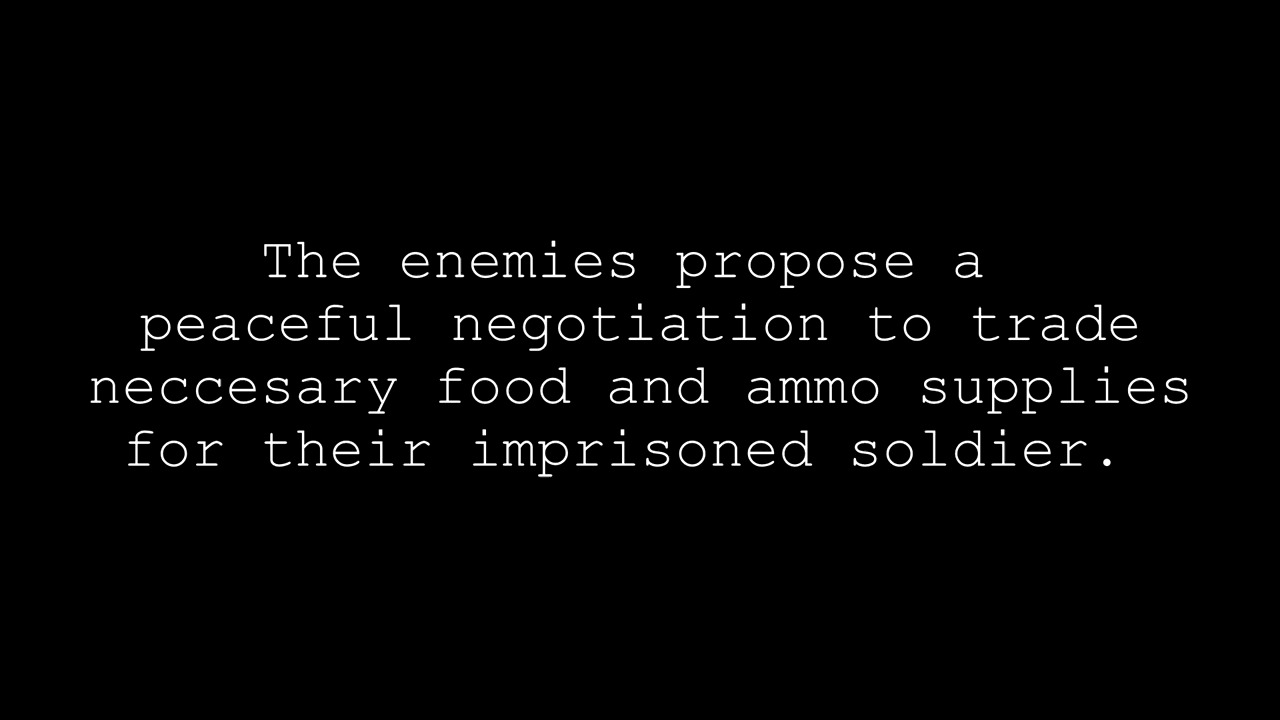 The enemies propose a
peaceful negotiation to trade
neccesary food and ammo supplies
for their imprisoned soldier.